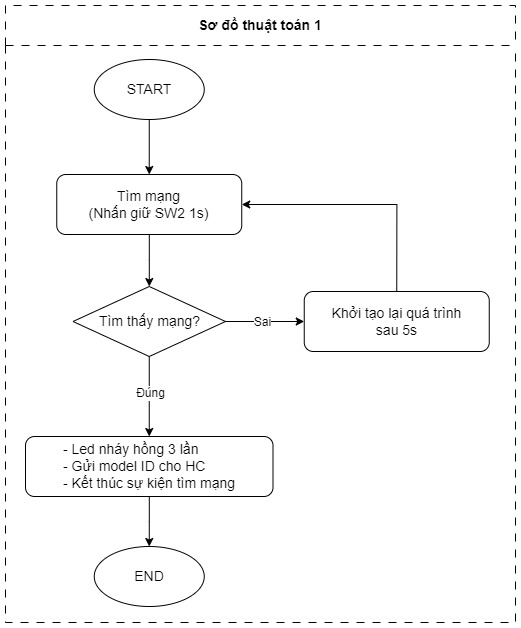 Sơ đồ thuật toán 1
START
Tìm mạng
(Nhấn giữ SW2 1s)
Tìm thấy mạng?
Sai
Khởi tạo lại quá trình
sau 5s
Đúng
- Led nháy hồng 3 lần
- Gửi model ID cho HC
- Kết thúc sự kiện tìm mạng
END